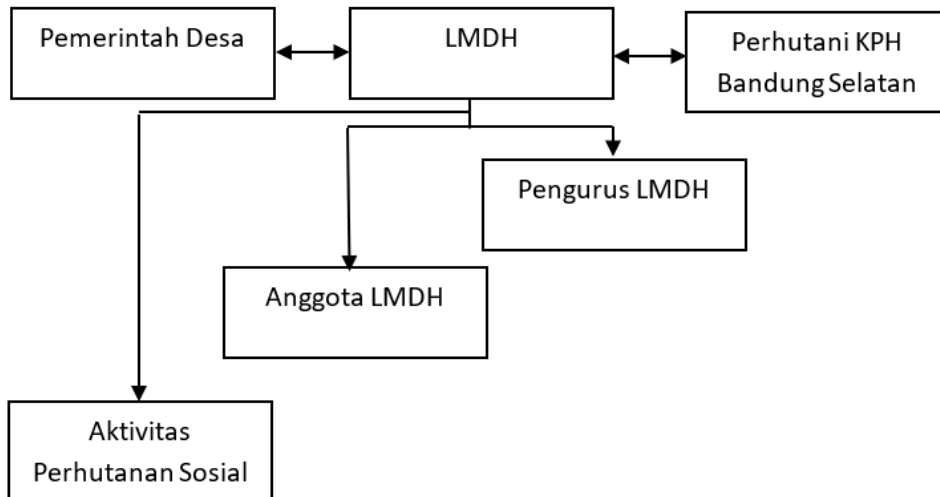 Pemerintah Desa
LMDH
Perhutani KPH
Bandung Selatan
Pengurus LMDH
Anggota LMDH
Aktivitas
Perhutanan Sosial